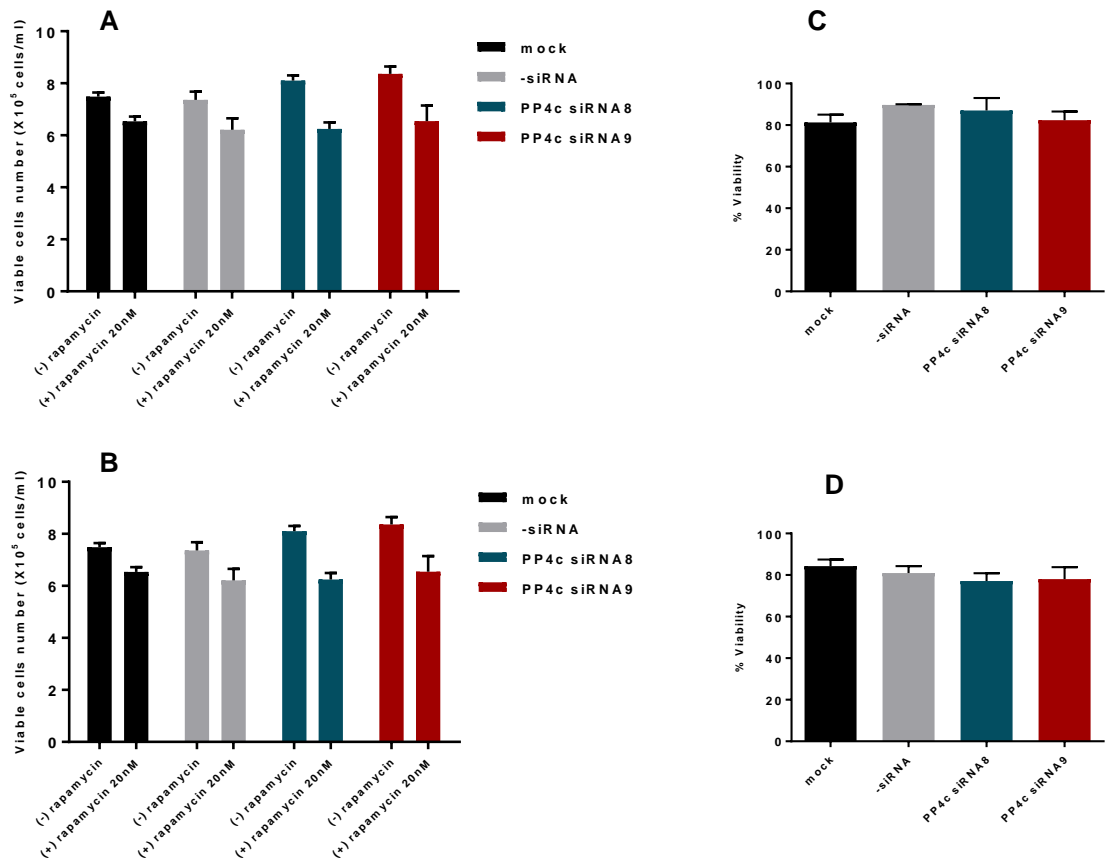 A
Viable cells number (X10⁵ cells/ml)
10
8
6
4
2
0
(-) rapamycin
(+) rapamycin 20nM
(-) rapamycin
(+) rapamycin 20nM
(-) rapamycin
(+) rapamycin 20nM
(-) rapamycin
(+) rapamycin 20nM
mock
-siRNA
PP4c siRNA8
PP4c siRNA9
C
% Viability
100
80
60
40
20
0
mock
-siRNA
PP4c siRNA8
PP4c siRNA9
B
Viable cells number (X10⁵ cells/ml)
10
8
6
4
2
0
(-) rapamycin
(+) rapamycin 20nM
(-) rapamycin
(+) rapamycin 20nM
(-) rapamycin
(+) rapamycin 20nM
(-) rapamycin
(+) rapamycin 20nM
mock
-siRNA
PP4c siRNA8
PP4c siRNA9
D
% Viability
100
80
60
40
20
0
mock
-siRNA
PP4c siRNA8
PP4c siRNA9